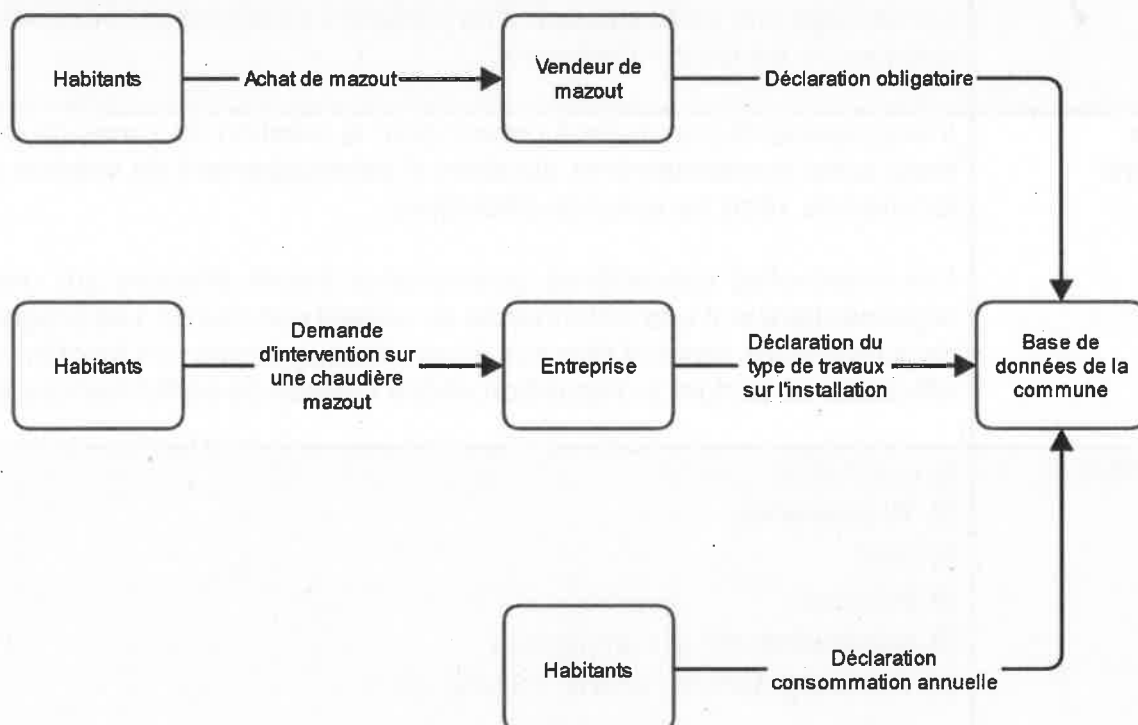 Habitants
Achat de mazout
Vendeur de
mazout
Déclaration obligatoire
Habitants
Demande
d'intervention sur
une chaudière
mazout
Entreprise
Déclaration du
type de travaux
sur l'installation
Base de
données de la
commune
Habitants
Déclaration
consommation annuelle